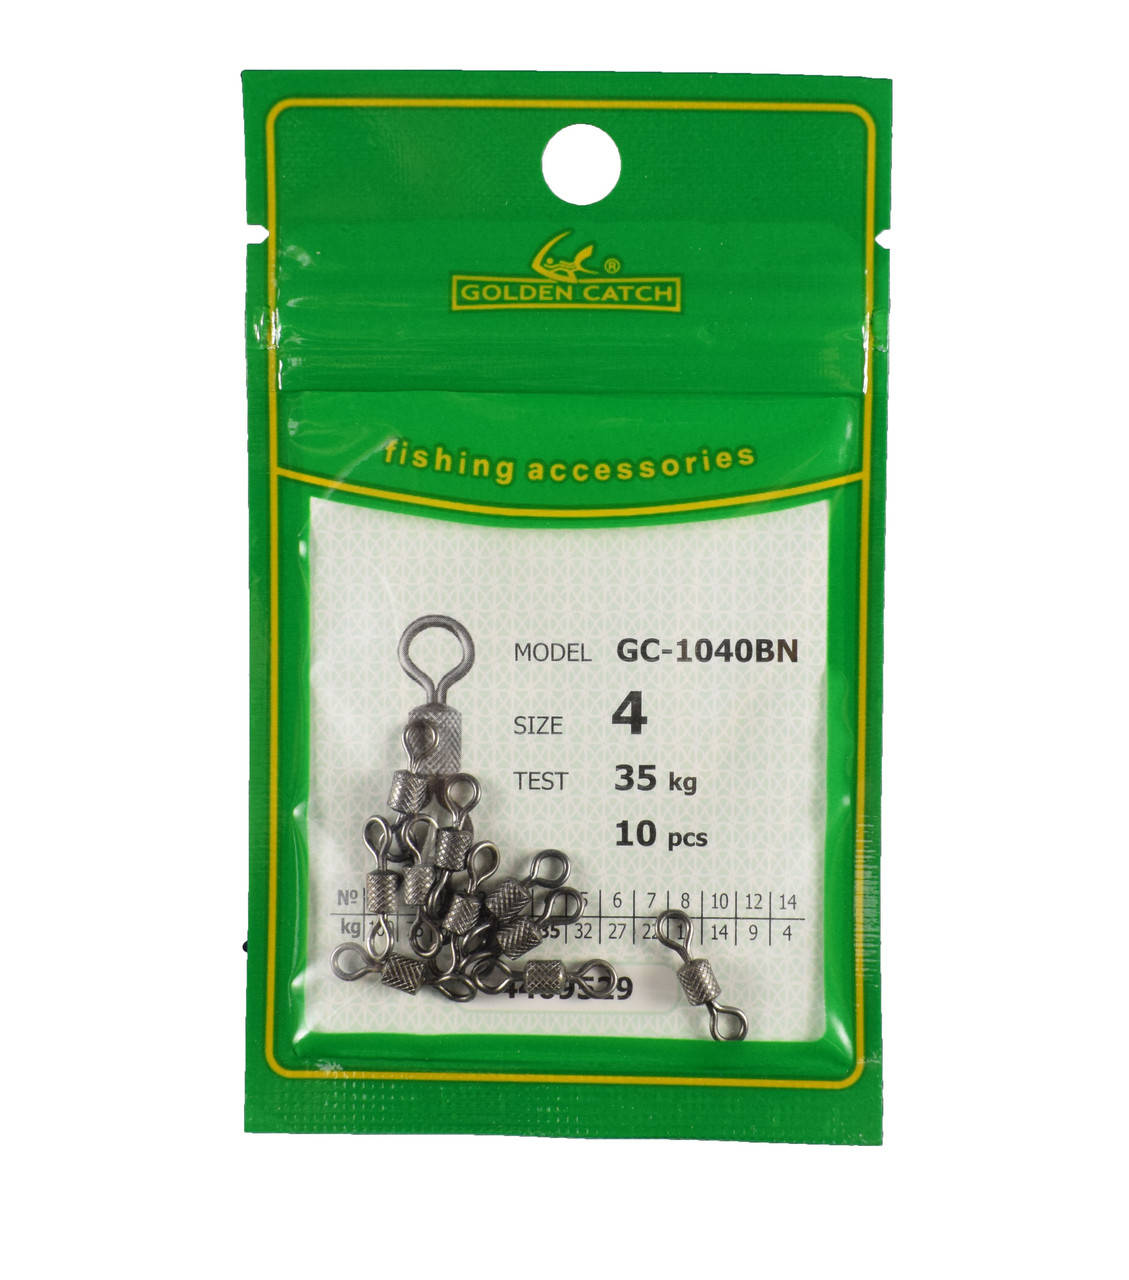 ®
GOLDEN CATCH
fishing accessories
MODEL GC-1040BN
SIZE 4
TEST 35 kg
10 pcs
Nº 6 7 8 10 12 14
kg 35 32 27 22 14 9 4